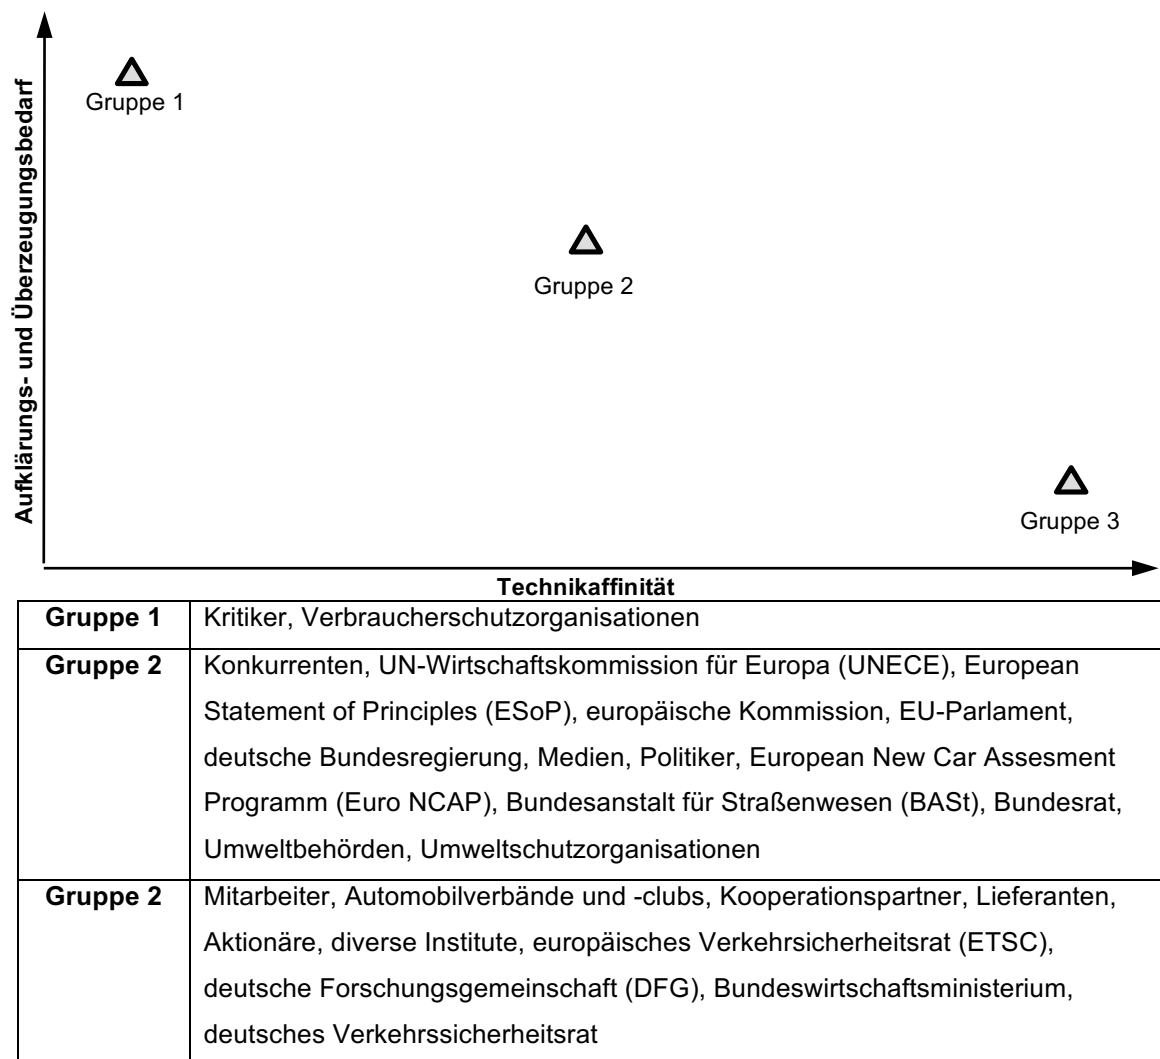 Aufklärungs- und Überzeugungsbedarf
Gruppe 1
Gruppe 2
Gruppe 3
Technikaffinität
Gruppe 1 Kritiker, Verbraucherschutzorganisationen
Gruppe 2 Konkurrenten, UN-Wirtschaftskommission für Europa (UNECE), European
Statement of Principles (ESoP), europäische Kommission, EU-Parlament,
deutsche Bundesregierung, Medien, Politiker, European New Car Assesment
Programm (Euro NCAP), Bundesanstalt für Straßenwesen (BASt), Bundesrat,
Umweltbehörden, Umweltschutzorganisationen
Gruppe 2 Mitarbeiter, Automobilverbände und -clubs, Kooperationspartner, Lieferanten,
Aktionäre, diverse Institute, europäisches Verkehrsicherheitsrat (ETSC),
deutsche Forschungsgemeinschaft (DFG), Bundeswirtschaftsministerium,
deutsches Verkehrssicherheitsrat